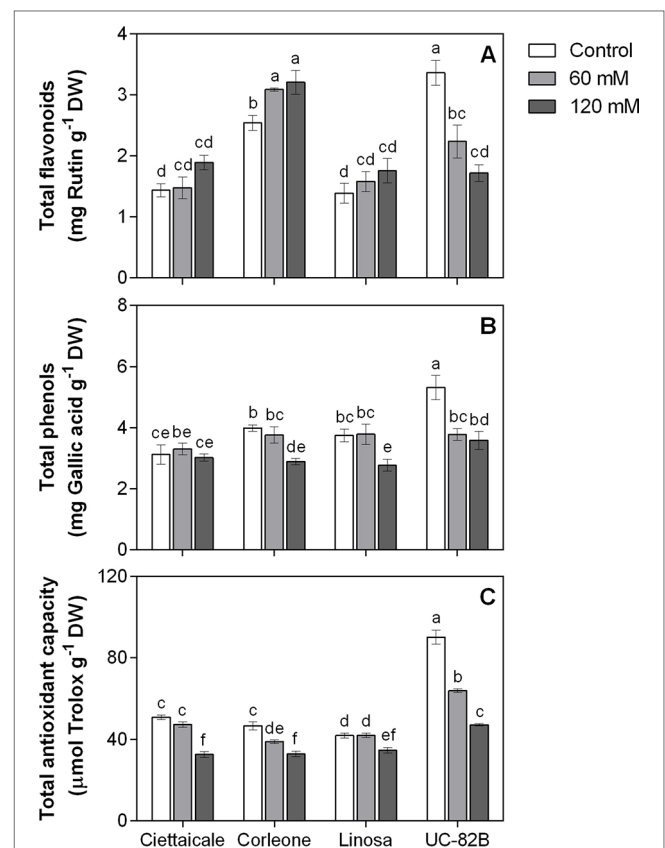 Total flavonoids
(mg Rutin g⁻¹ DW)
4
3
2
1
0
A
d cd cd
b a a
d cd cd
a bc cd
Control
60 mM
120 mM
Total phenols
(mg Gallic acid g⁻¹ DW)
8
6
4
2
0
B
ce be ce
b bc de
bc bc e
a bc bd
Total antioxidant capacity
(μmol Trolox g⁻¹ DW)
120
80
40
0
C
c c f
c de f
d d ef
a b c
Ciettaicale Corleone Linosa UC-82B